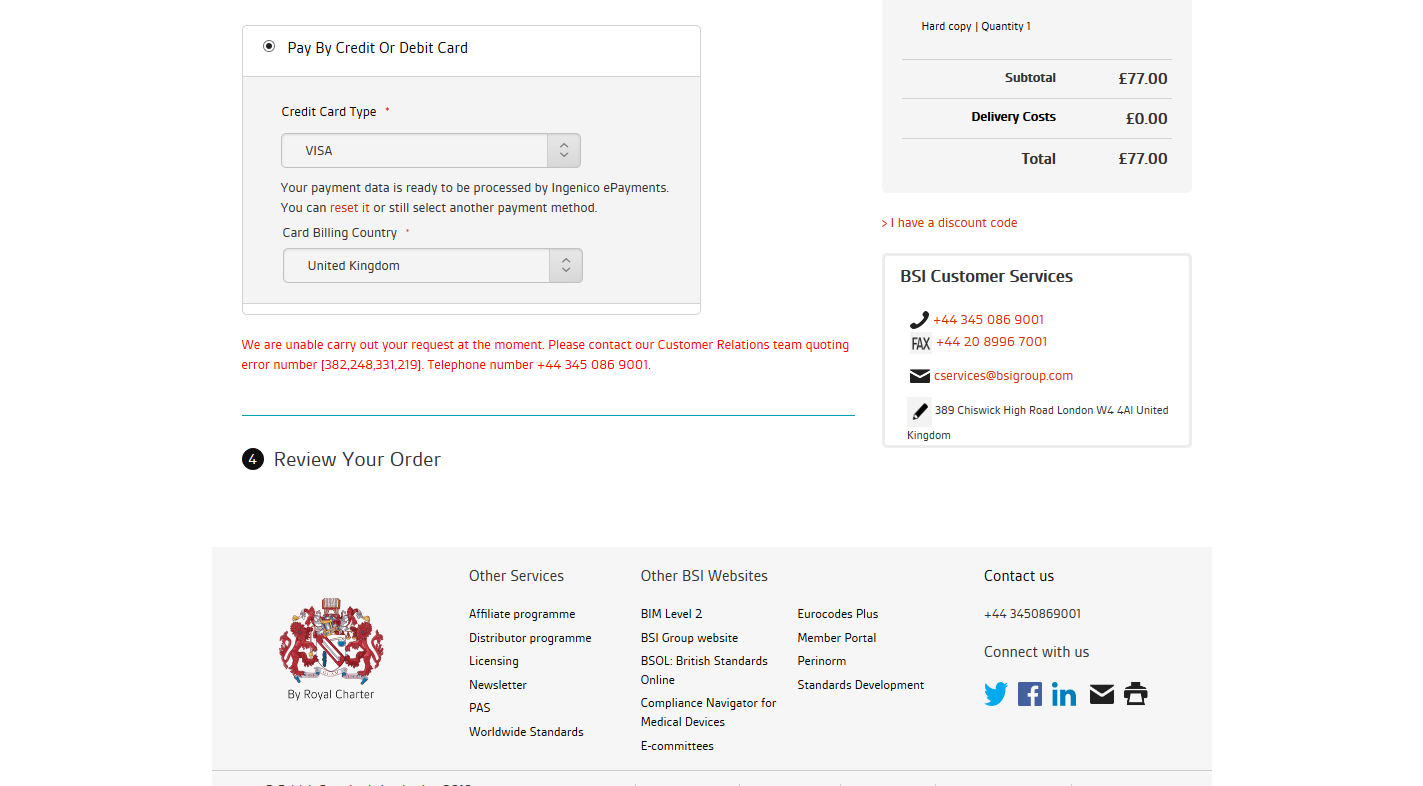 Pay By Credit Or Debit Card
Credit Card Type *
VISA
Your payment data is ready to be processed by Ingenico ePayments.
You can reset it or still select another payment method.
Card Billing Country *
United Kingdom
We are unable carry out your request at the moment. Please contact our Customer Relations team quoting
error number [382,248,331,219]. Telephone number +44 345 086 9001.
4 Review Your Order
Hard copy | Quantity 1
Subtotal £77.00
Delivery Costs £0.00
Total £77.00
> I have a discount code
BSI Customer Services
+44 345 086 9001
FAX +44 20 8996 7001
cservices@bsigroup.com
389 Chiswick High Road London W4 4AI United
Kingdom
By Royal Charter
Other Services
Affiliate programme
Distributor programme
Licensing
Newsletter
PAS
Worldwide Standards
Other BSI Websites
BIM Level 2
BSI Group website
BSOL: British Standards
Online
Compliance Navigator for
Medical Devices
E-committees
Eurocodes Plus
Member Portal
Perinorm
Standards Development
Contact us
+44 3450869001
Connect with us